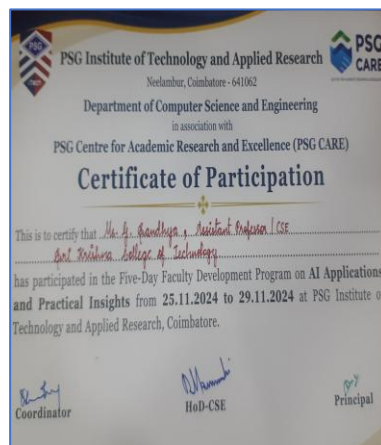 PSG
PSG
CARE
PSG Institute of Technology and Applied Research
Neelambur, Coimbatore - 641062
Department of Computer Science and Engineering
in association with
PSG Centre for Academic Research and Excellence (PSG CARE)
Certificate of Participation
This is to certify that Ms. G. Sandhya, Assistant Professor / CSE
Sri Krishna College of Technology
has participated in the Five-Day Faculty Development Program on AI Applications
and Practical Insights from 25.11.2024 to 29.11.2024 at PSG Institute o
Technology and Applied Research, Coimbatore.
Coordinator
HoD-CSE
Principal